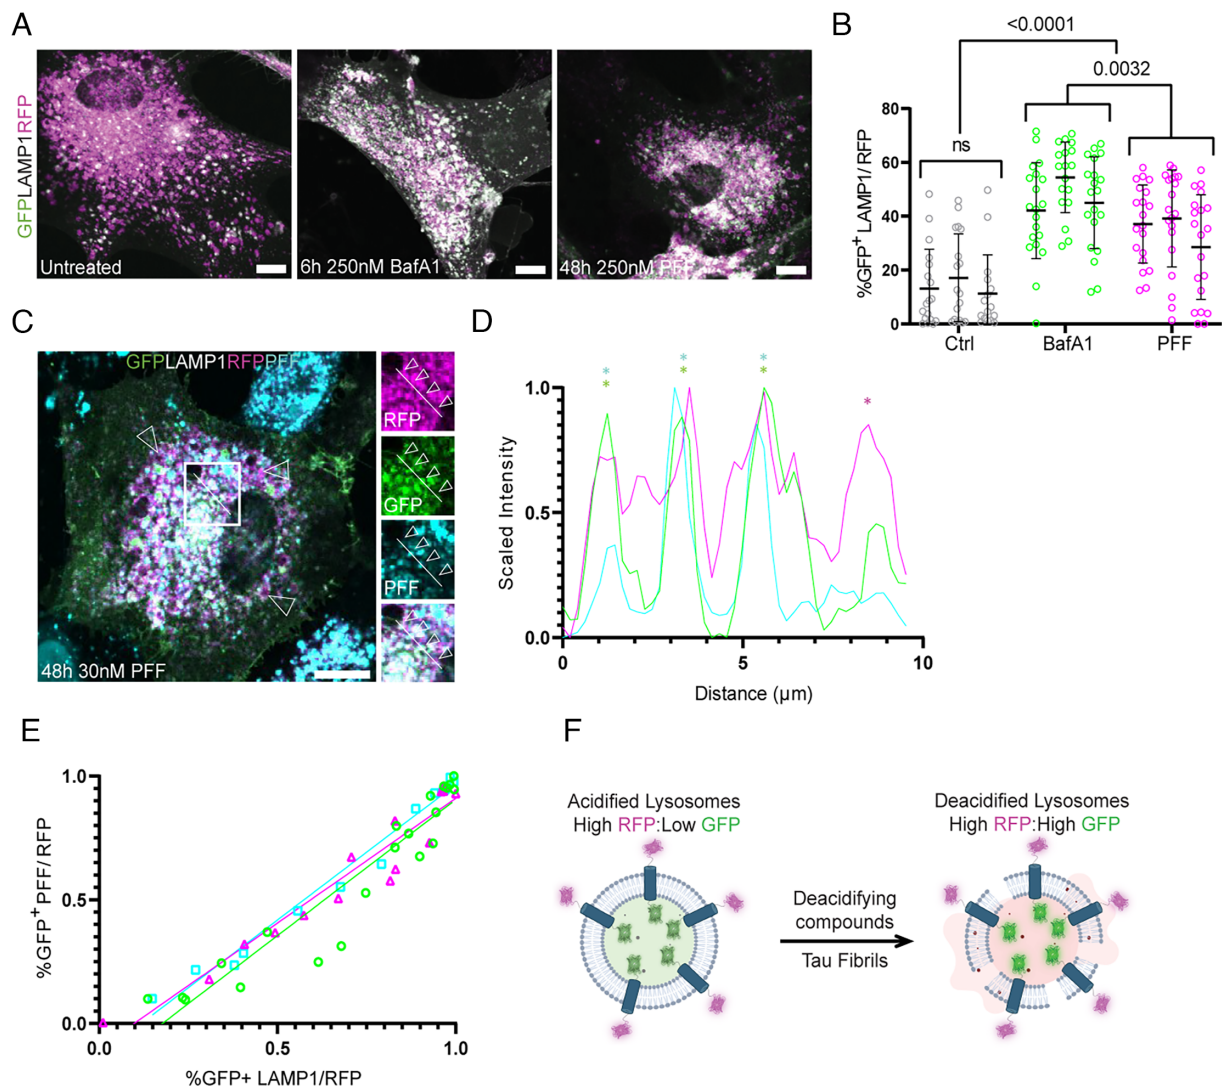 A
GFPLAMP1RFP
Untreated
6h 250nM BafA1
48h 250nM PFF
B
<0.0001
0.0032
ns
%GFP+ LAMP1/RFP
80
60
40
20
0
Ctrl
BafA1
PFF
C
GFPLAMP1RFPPFF
48h 30nM PFF
RFP
GFP
PFF
D
* * *
* * * *
Scaled Intensity
1.0
0.5
0.0
0
5
10
Distance (µm)
E
%GFP+ PFF/RFP
1.0
0.5
0.0
0.0
0.5
1.0
%GFP+ LAMP1/RFP
F
Acidified Lysosomes
High RFP:Low GFP
Deacidifying
compounds
Tau Fibrils
Deacidified Lysosomes
High RFP:High GFP